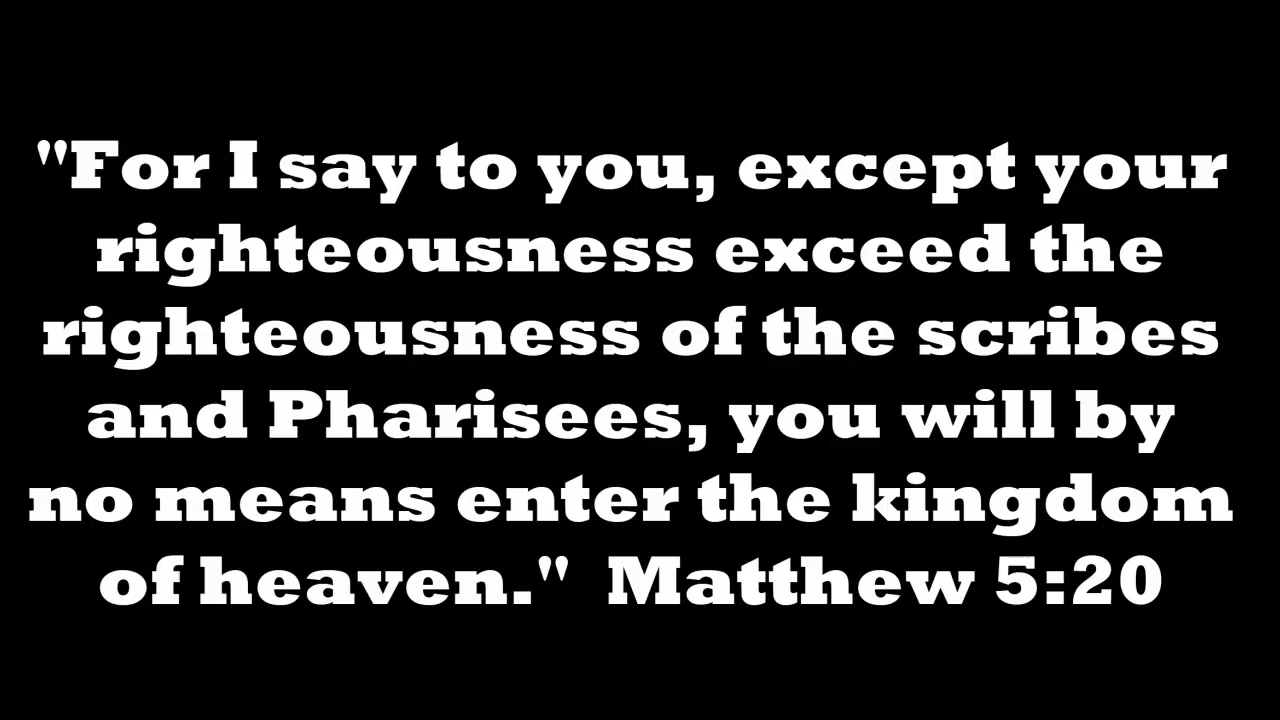 "For I say to you, except your
righteousness exceed the
righteousness of the scribes
and Pharisees, you will by
no means enter the kingdom
of heaven."  Matthew 5:20